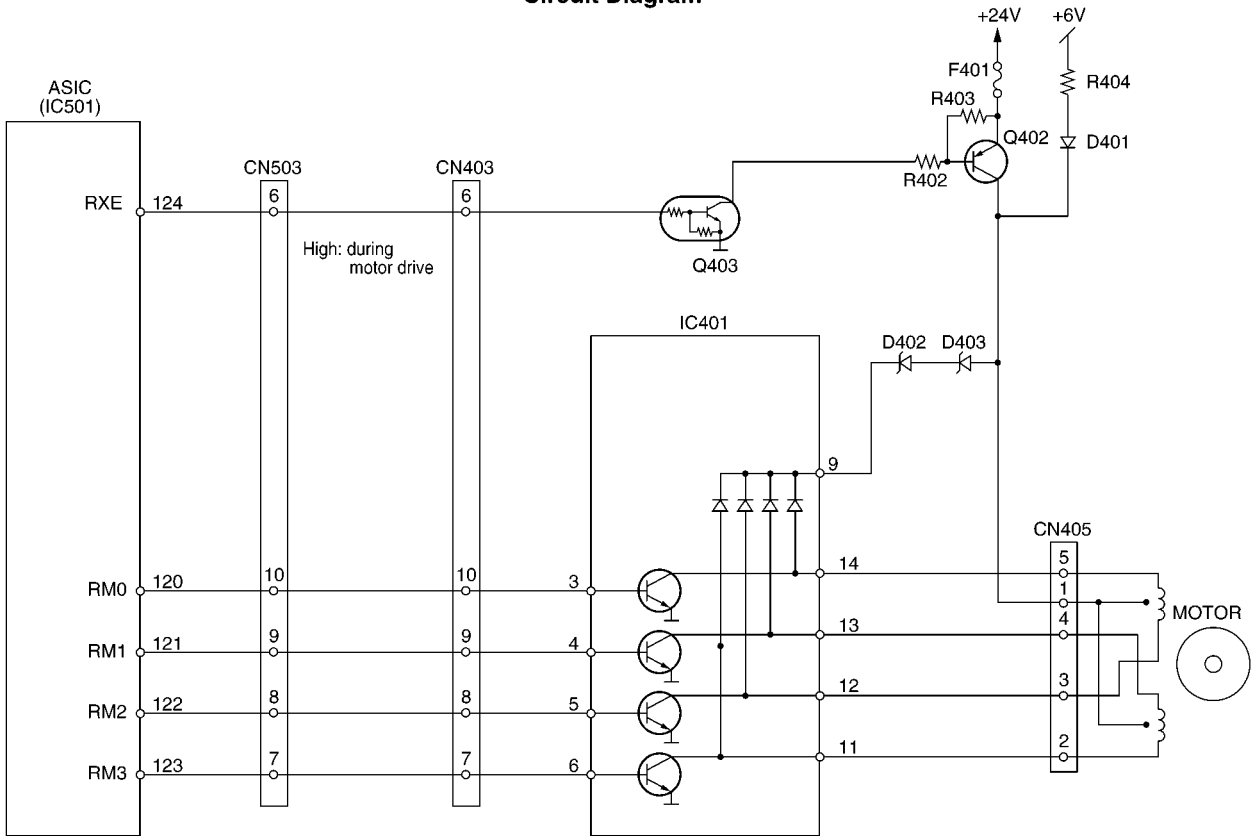 Circuit Diagram
+24V
+6V
F401
R404
ASIC
(IC501)
R403
Q402
D401
CN503
CN403
R402
RXE
124
6
6
High: during
motor drive
Q403
IC401
D402
D403
9
CN405
14
5
RM0
120
10
10
3
1
MOTOR
13
4
RM1
121
9
9
4
12
3
RM2
122
8
8
5
11
2
RM3
123
7
7
6